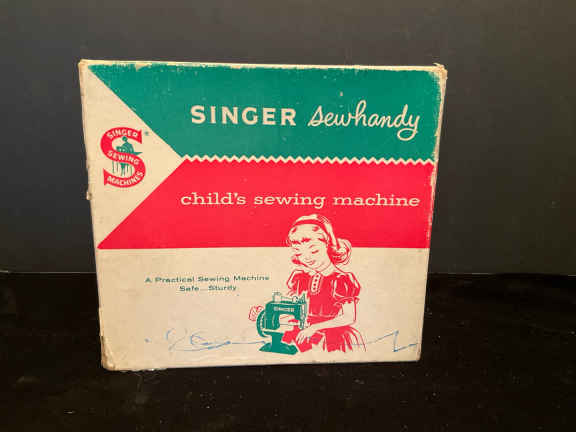 SINGER sewhandy
SINGER
SEWING
MACHINES
®
child's sewing machine
A Practical Sewing Machine
Safe...Sturdy
SINGER